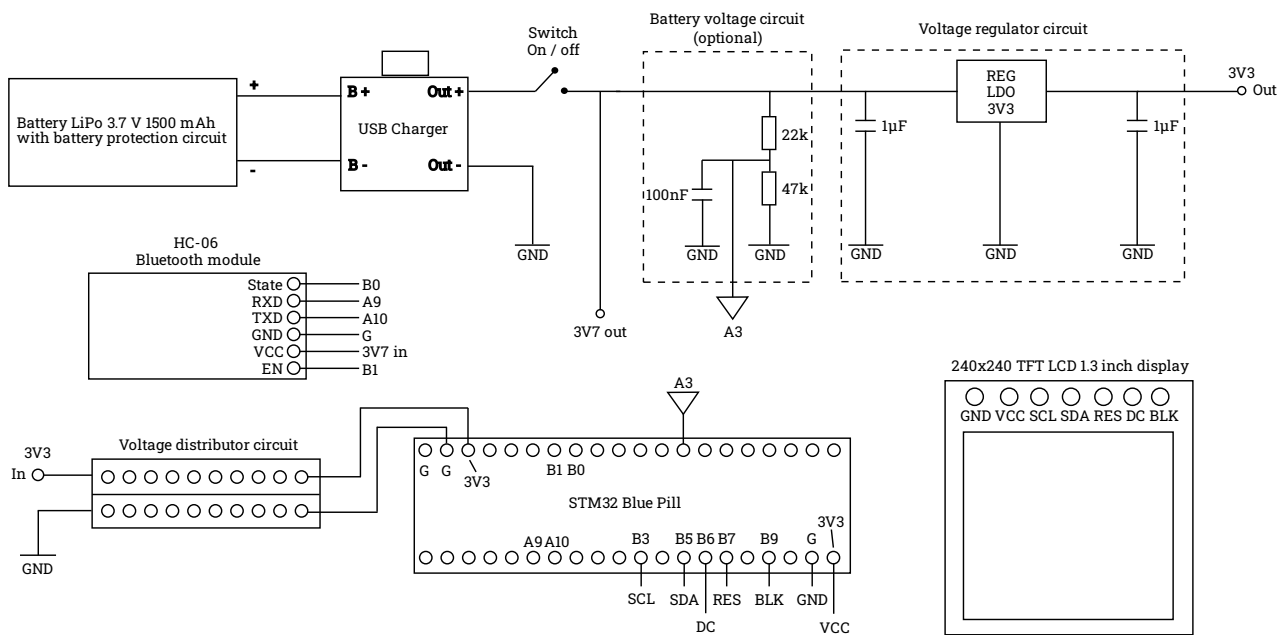 Battery voltage circuit
(optional)
Voltage regulator circuit
Switch
On / off
3V3
Out
REG
LDO
3V3
+
B +
Out +
Battery LiPo 3.7 V 1500 mAh
with battery protection circuit
USB Charger
22k
1µF
1µF
-
B -
Out -
100nF
47k
GND
GND
GND
GND
GND
GND
HC-06
Bluetooth module
State
B0
RXD
A9
TXD
A10
GND
G
VCC
3V7 in
EN
B1
3V7 out
A3
240x240 TFT LCD 1.3 inch display
GND VCC SCL SDA RES DC BLK
A3
Voltage distributor circuit
3V3
In
GND
G
G
3V3
B1 B0
STM32 Blue Pill
3V3
A9 A10
B3
B5 B6 B7
B9
G
SCL
SDA
RES
BLK
GND
DC
VCC